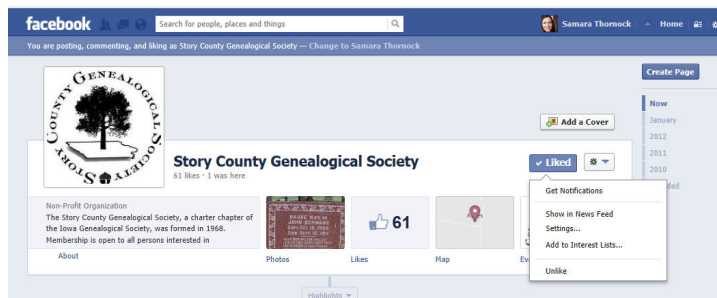 facebook
Search for people, places and things
Samara Thornock
Home
You are posting, commenting, and liking as Story County Genealogical Society — Change to Samara Thornock
STORY COUNTY GENEALOGICAL SOCIETY
Create Page
Now
January
2012
2011
2010
Add a Cover
Story County Genealogical Society
61 likes · 1 was here
Liked
Get Notifications
Show in News Feed
Settings...
Add to Interest Lists...
Unlike
Non-Profit Organization
The Story County Genealogical Society, a charter chapter of
the Iowa Genealogical Society, was formed in 1968.
Membership is open to all persons interested in
About
61
Photos
Likes
Map
Highlights